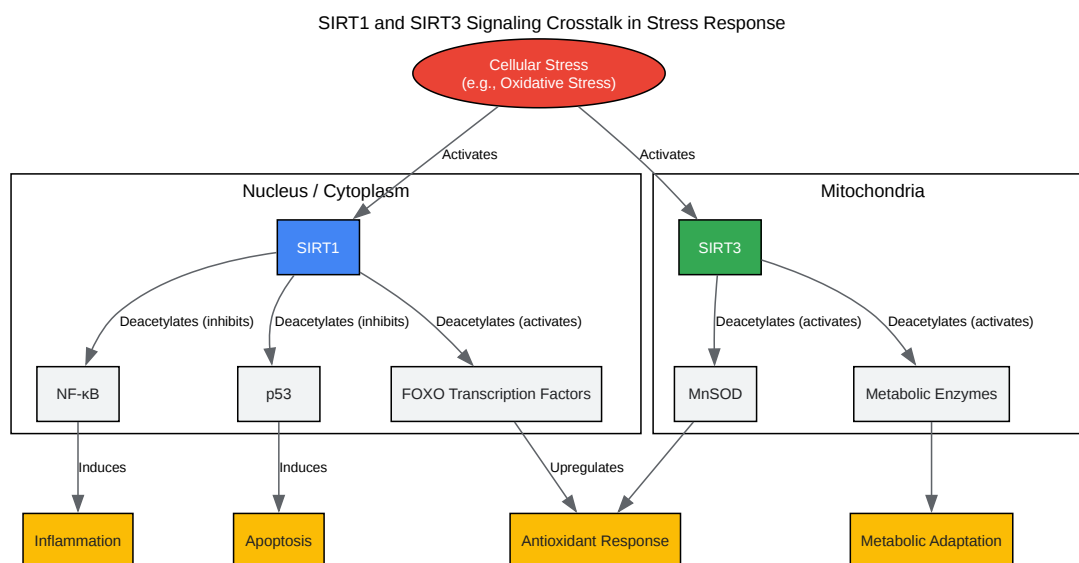 SIRT1 and SIRT3 Signaling Crosstalk in Stress Response
Cellular Stress
(e.g., Oxidative Stress)
Activates
Activates
Nucleus / Cytoplasm
Mitochondria
SIRT1
SIRT3
Deacetylates (inhibits)
Deacetylates (inhibits)
Deacetylates (activates)
Deacetylates (activates)
Deacetylates (activates)
NF-κB
p53
FOXO Transcription Factors
MnSOD
Metabolic Enzymes
Induces
Induces
Upregulates
Inflammation
Apoptosis
Antioxidant Response
Metabolic Adaptation